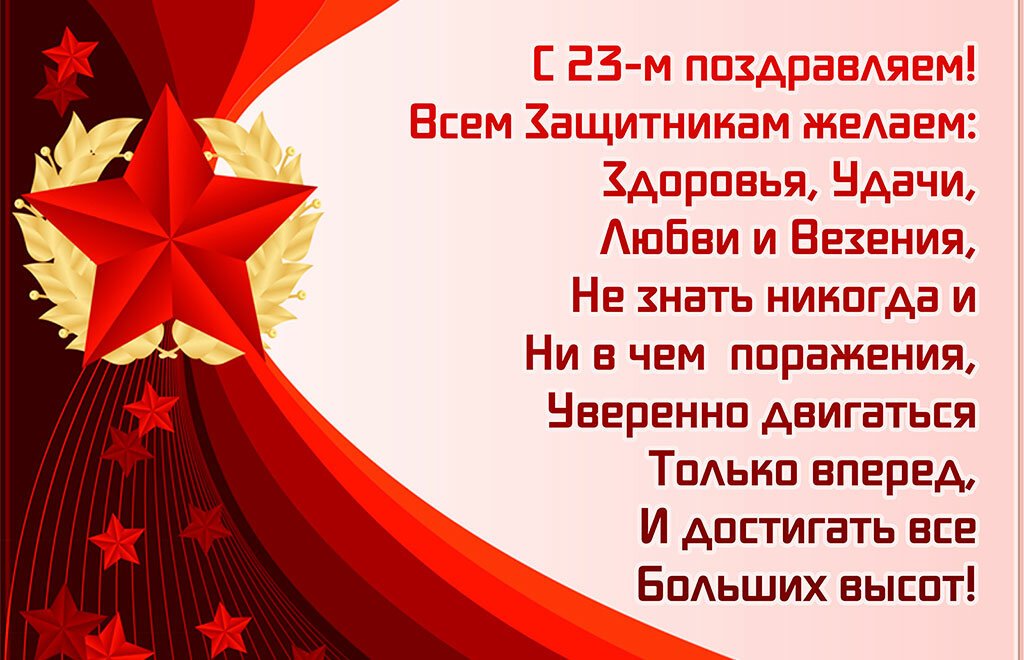 С 23-м поздравляем!
Всем Защитникам желаем:
Здоровья, Удачи,
Любви и Везения,
Не знать никогда и
Ни в чем поражения,
Уверенно двигаться
Только вперед,
И достигать все
Больших высот!